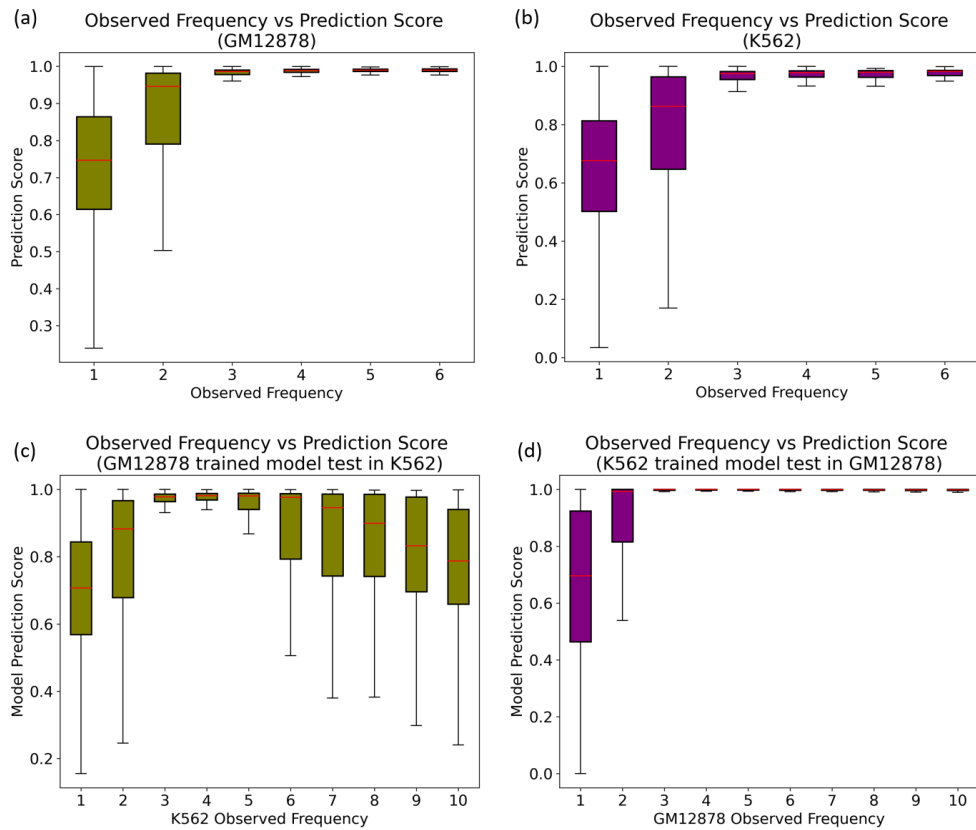 (a)
Observed Frequency vs Prediction Score
(GM12878)
Prediction Score
1.0
0.9
0.8
0.7
0.6
0.5
0.4
0.3
1 2 3 4 5 6
Observed Frequency
(b)
Observed Frequency vs Prediction Score
(K562)
Prediction Score
1.0
0.8
0.6
0.4
0.2
0.0
1 2 3 4 5 6
Observed Frequency
(c)
Observed Frequency vs Prediction Score
(GM12878 trained model test in K562)
Model Prediction Score
1.0
0.8
0.6
0.4
0.2
1 2 3 4 5 6 7 8 9 10
K562 Observed Frequency
(d)
Observed Frequency vs Prediction Score
(K562 trained model test in GM12878)
Model Prediction Score
1.0
0.8
0.6
0.4
0.2
0.0
1 2 3 4 5 6 7 8 9 10
GM12878 Observed Frequency